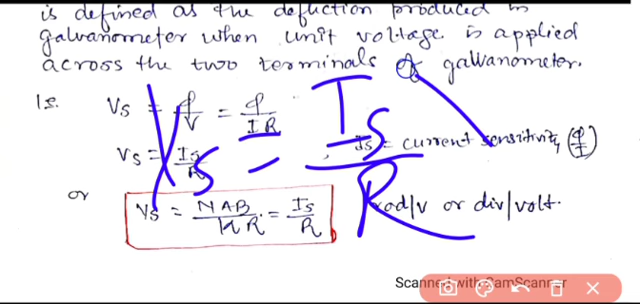 is defined as the deflection produced in
galvanometer when unit voltage is applied
across the two terminals of galvanometer.
I.e. Vs = φ/V = φ/IR
Vs = Is/R , Is = current sensitivity (φ/I)
Vs = Is/R
or
Vs = NAB/KR = Is/R rad/v or div/volt.
Scanned with CamScanner